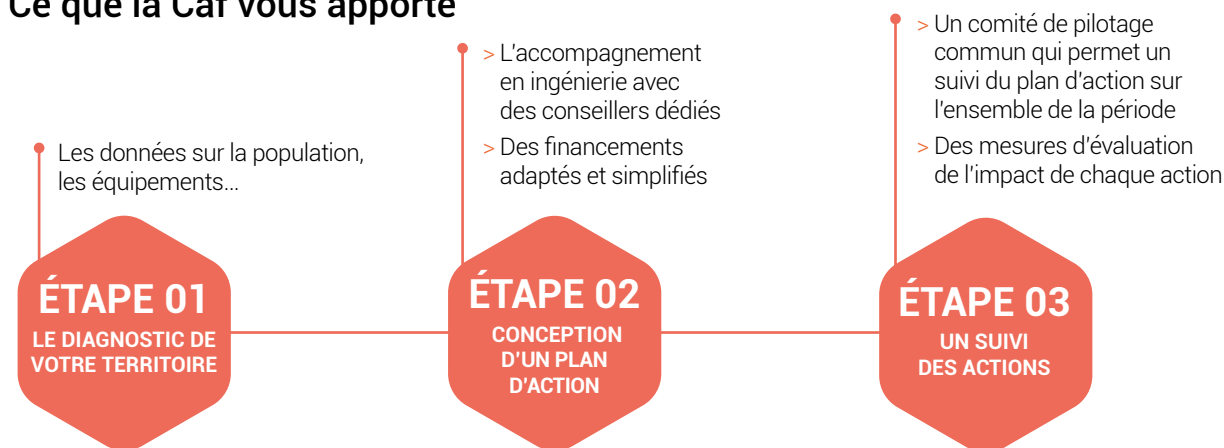 Ce que la Caf vous apporte
Les données sur la population,
les équipements...
ÉTAPE 01
LE DIAGNOSTIC DE
VOTRE TERRITOIRE
> L'accompagnement
en ingénierie avec
des conseillers dédiés
> Des financements
adaptés et simplifiés
ÉTAPE 02
CONCEPTION
D'UN PLAN
D'ACTION
> Un comité de pilotage
commun qui permet un
suivi du plan d'action sur
l'ensemble de la période
> Des mesures d'évaluation
de l'impact de chaque action
ÉTAPE 03
UN SUIVI
DES ACTIONS